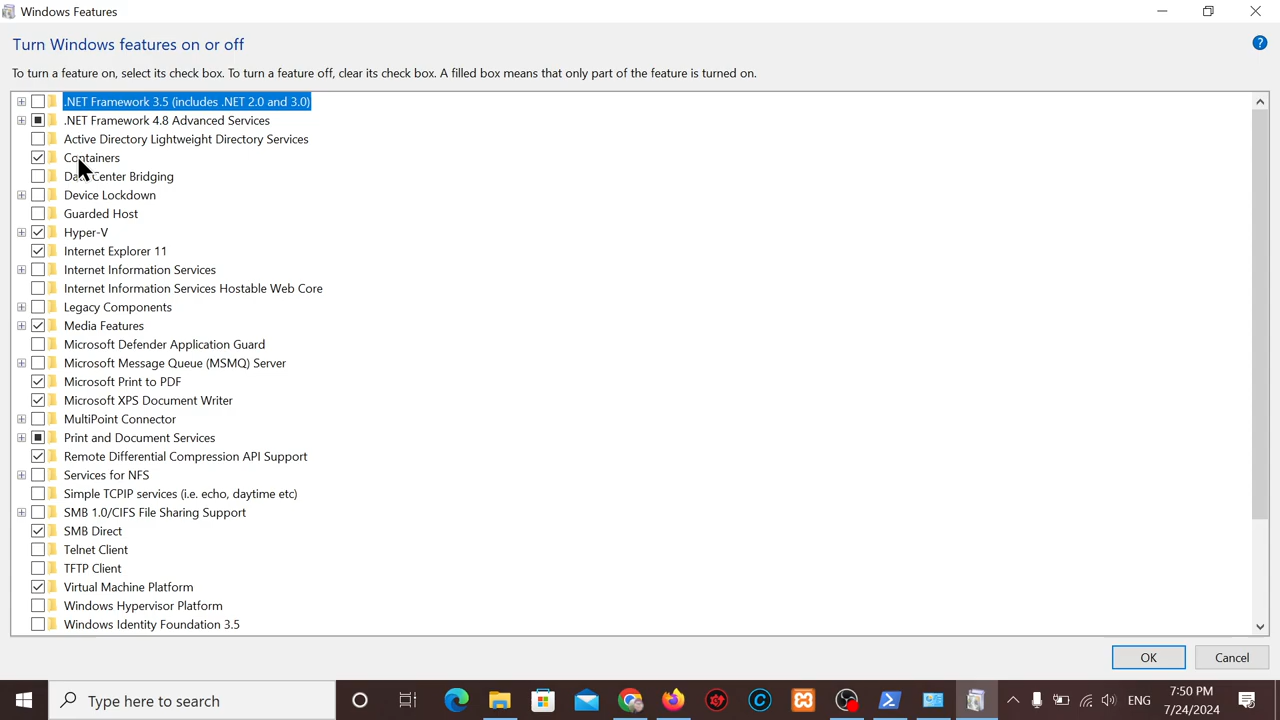 Windows Features
Turn Windows features on or off
To turn a feature on, select its check box. To turn a feature off, clear its check box. A filled box means that only part of the feature is turned on.
.NET Framework 3.5 (includes .NET 2.0 and 3.0)
.NET Framework 4.8 Advanced Services
Active Directory Lightweight Directory Services
Containers
Data Center Bridging
Device Lockdown
Guarded Host
Hyper-V
Internet Explorer 11
Internet Information Services
Internet Information Services Hostable Web Core
Legacy Components
Media Features
Microsoft Defender Application Guard
Microsoft Message Queue (MSMQ) Server
Microsoft Print to PDF
Microsoft XPS Document Writer
MultiPoint Connector
Print and Document Services
Remote Differential Compression API Support
Services for NFS
Simple TCPIP services (i.e. echo, daytime etc)
SMB 1.0/CIFS File Sharing Support
SMB Direct
Telnet Client
TFTP Client
Virtual Machine Platform
Windows Hypervisor Platform
Windows Identity Foundation 3.5
OK
Cancel
Type here to search
ENG
7:50 PM
7/24/2024